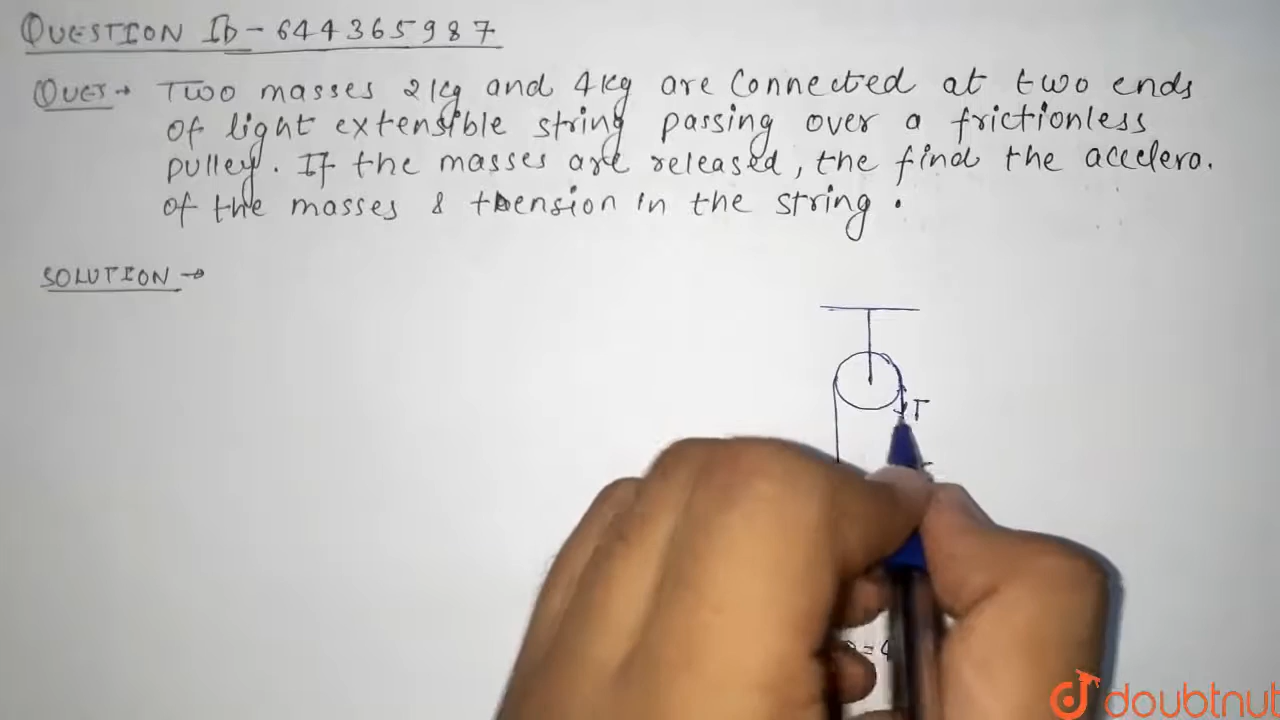 QUESTION ID - 644365987
QUES → Two masses 2kg and 4kg are connected at two ends
of light extensible string passing over a frictionless
pulley. If the masses are released, the find the accelero.
of the masses & tension in the string.
SOLUTION →
T
doubtnut